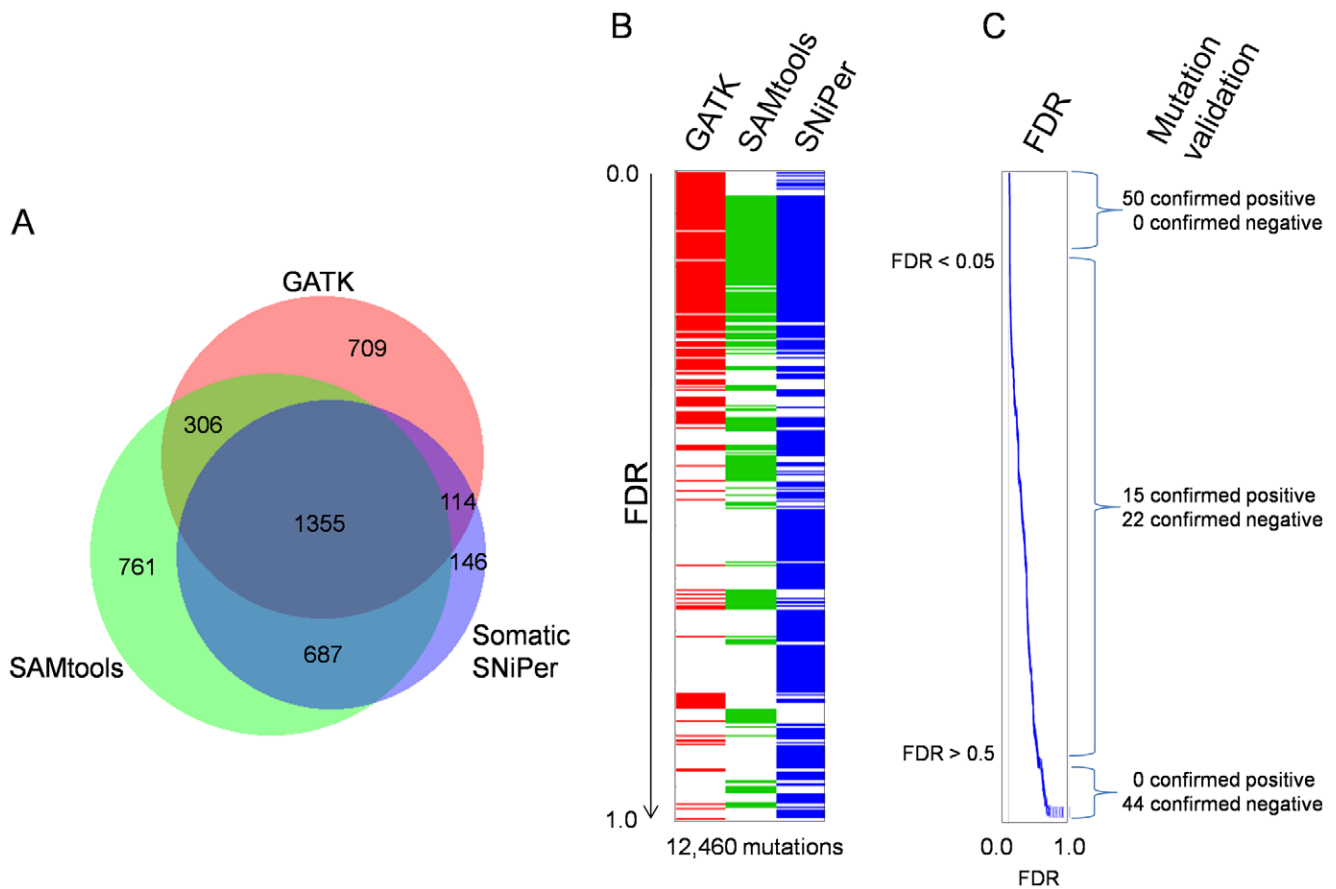 A
GATK
709
306
114
1355
761
146
687
SAMtools
Somatic
SNiPer
B
GATK
SAMtools
SNiPer
0.0
FDR
1.0
12,460 mutations
C
FDR
Mutation
validation
50 confirmed positive
0 confirmed negative
FDR < 0.05
15 confirmed positive
22 confirmed negative
FDR > 0.5
0 confirmed positive
44 confirmed negative
0.0
1.0
FDR